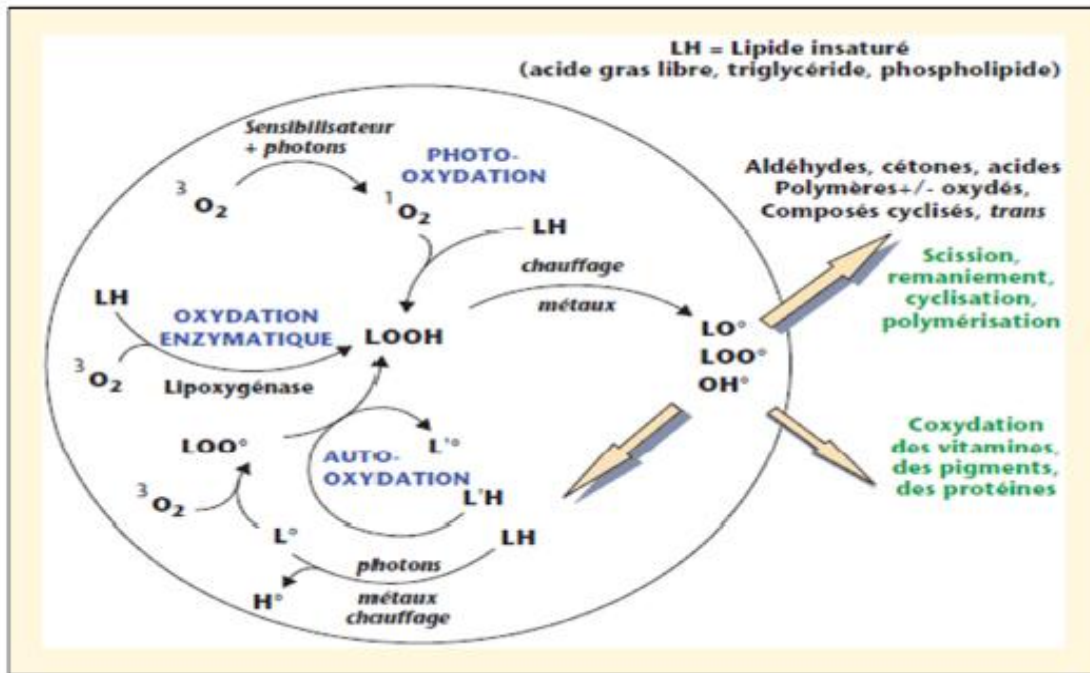 LH = Lipide insaturé
(acide gras libre, triglycéride, phospholipide)
Sensibilisateur
+ photons
PHOTO-
OXYDATION
³O₂
¹O₂
LH
Aldéhydes, cétones, acides
Polymères+/- oxydés,
Composés cyclisés, trans
Scission,
remaniement,
cyclisation,
polymérisation
chauffage
métaux
LH
OXYDATION
ENZYMATIQUE
LOOH
LO°
LOO°
OH°
³O₂
Lipoxygénase
LOO°
L'°
AUTO-
OXYDATION
Coxydation
des vitamines,
des pigments,
des protéines
³O₂
L'H
L°
LH
photons
H°
métaux
chauffage